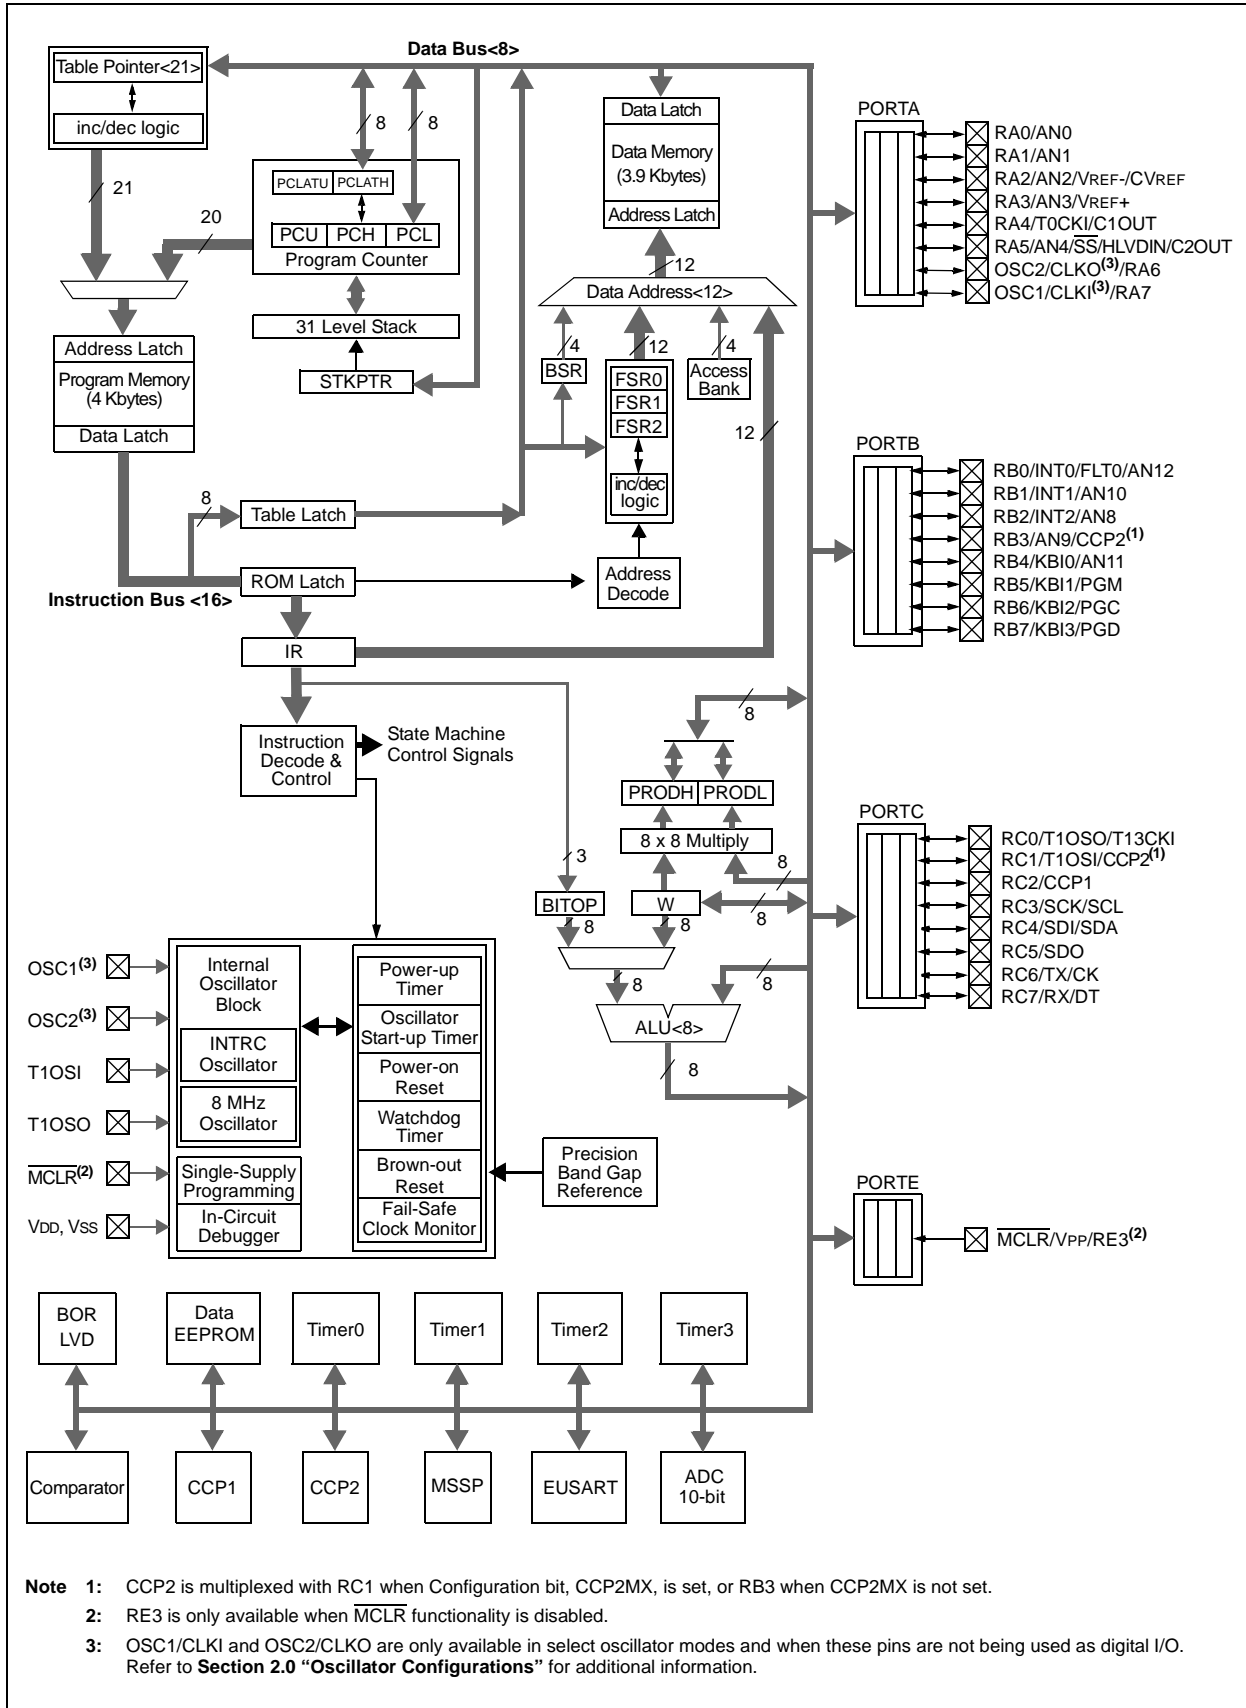 Data Bus<8>
Table Pointer<21>
inc/dec logic
21
20
8
8
PCLATU PCLATH
PCU PCH PCL
Program Counter
31 Level Stack
STKPTR
Address Latch
Program Memory
(4 Kbytes)
Data Latch
8
Table Latch
ROM Latch
Instruction Bus <16>
IR
Instruction
Decode &
Control
State Machine
Control Signals
Data Latch
Data Memory
(3.9 Kbytes)
Address Latch
12
Data Address<12>
4
12
4
BSR
FSR0
FSR1
FSR2
inc/dec
logic
Access
Bank
12
Address
Decode
8
PRODH PRODL
8 x 8 Multiply
3
8
BITOP
W
8
8
8
8
8
ALU<8>
8
PORTA
RA0/AN0
RA1/AN1
RA2/AN2/VREF-/CVREF
RA3/AN3/VREF+
RA4/T0CKI/C1OUT
RA5/AN4/S̅S̅/HLVDIN/C2OUT
OSC2/CLKO(3)/RA6
OSC1/CLKI(3)/RA7
PORTB
RB0/INT0/FLT0/AN12
RB1/INT1/AN10
RB2/INT2/AN8
RB3/AN9/CCP2(1)
RB4/KBI0/AN11
RB5/KBI1/PGM
RB6/KBI2/PGC
RB7/KBI3/PGD
PORTC
RC0/T1OSO/T13CKI
RC1/T1OSI/CCP2(1)
RC2/CCP1
RC3/SCK/SCL
RC4/SDI/SDA
RC5/SDO
RC6/TX/CK
RC7/RX/DT
PORTE
M̅C̅L̅R̅/VPP/RE3(2)
OSC1(3)
OSC2(3)
T1OSI
T1OSO
M̅C̅L̅R̅(2)
VDD, VSS
Internal
Oscillator
Block
INTRC
Oscillator
8 MHz
Oscillator
Single-Supply
Programming
In-Circuit
Debugger
Power-up
Timer
Oscillator
Start-up Timer
Power-on
Reset
Watchdog
Timer
Brown-out
Reset
Fail-Safe
Clock Monitor
Precision
Band Gap
Reference
BOR
LVD
Data
EEPROM
Timer0
Timer1
Timer2
Timer3
Comparator
CCP1
CCP2
MSSP
EUSART
ADC
10-bit
Note 1: CCP2 is multiplexed with RC1 when Configuration bit, CCP2MX, is set, or RB3 when CCP2MX is not set.
2: RE3 is only available when M̅C̅L̅R̅ functionality is disabled.
3: OSC1/CLKI and OSC2/CLKO are only available in select oscillator modes and when these pins are not being used as digital I/O.
Refer to Section 2.0 “Oscillator Configurations” for additional information.